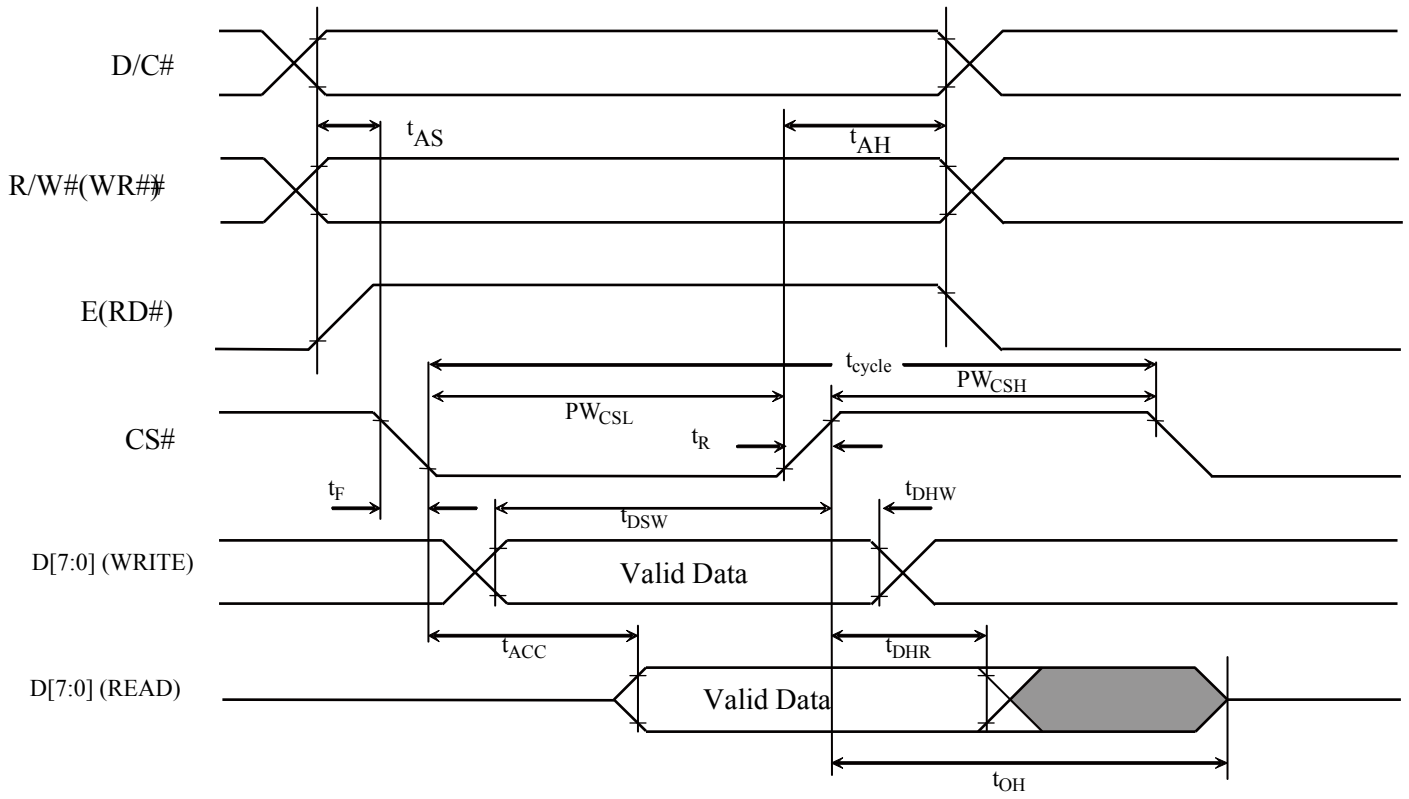 D/C#
tAS
tAH
R/W#(WR##)
E(RD#)
tcycle
PWCSH
PWCSL
CS#
tR
tF
tDHW
tDSW
D[7:0] (WRITE)
Valid Data
tACC
tDHR
D[7:0] (READ)
Valid Data
tOH